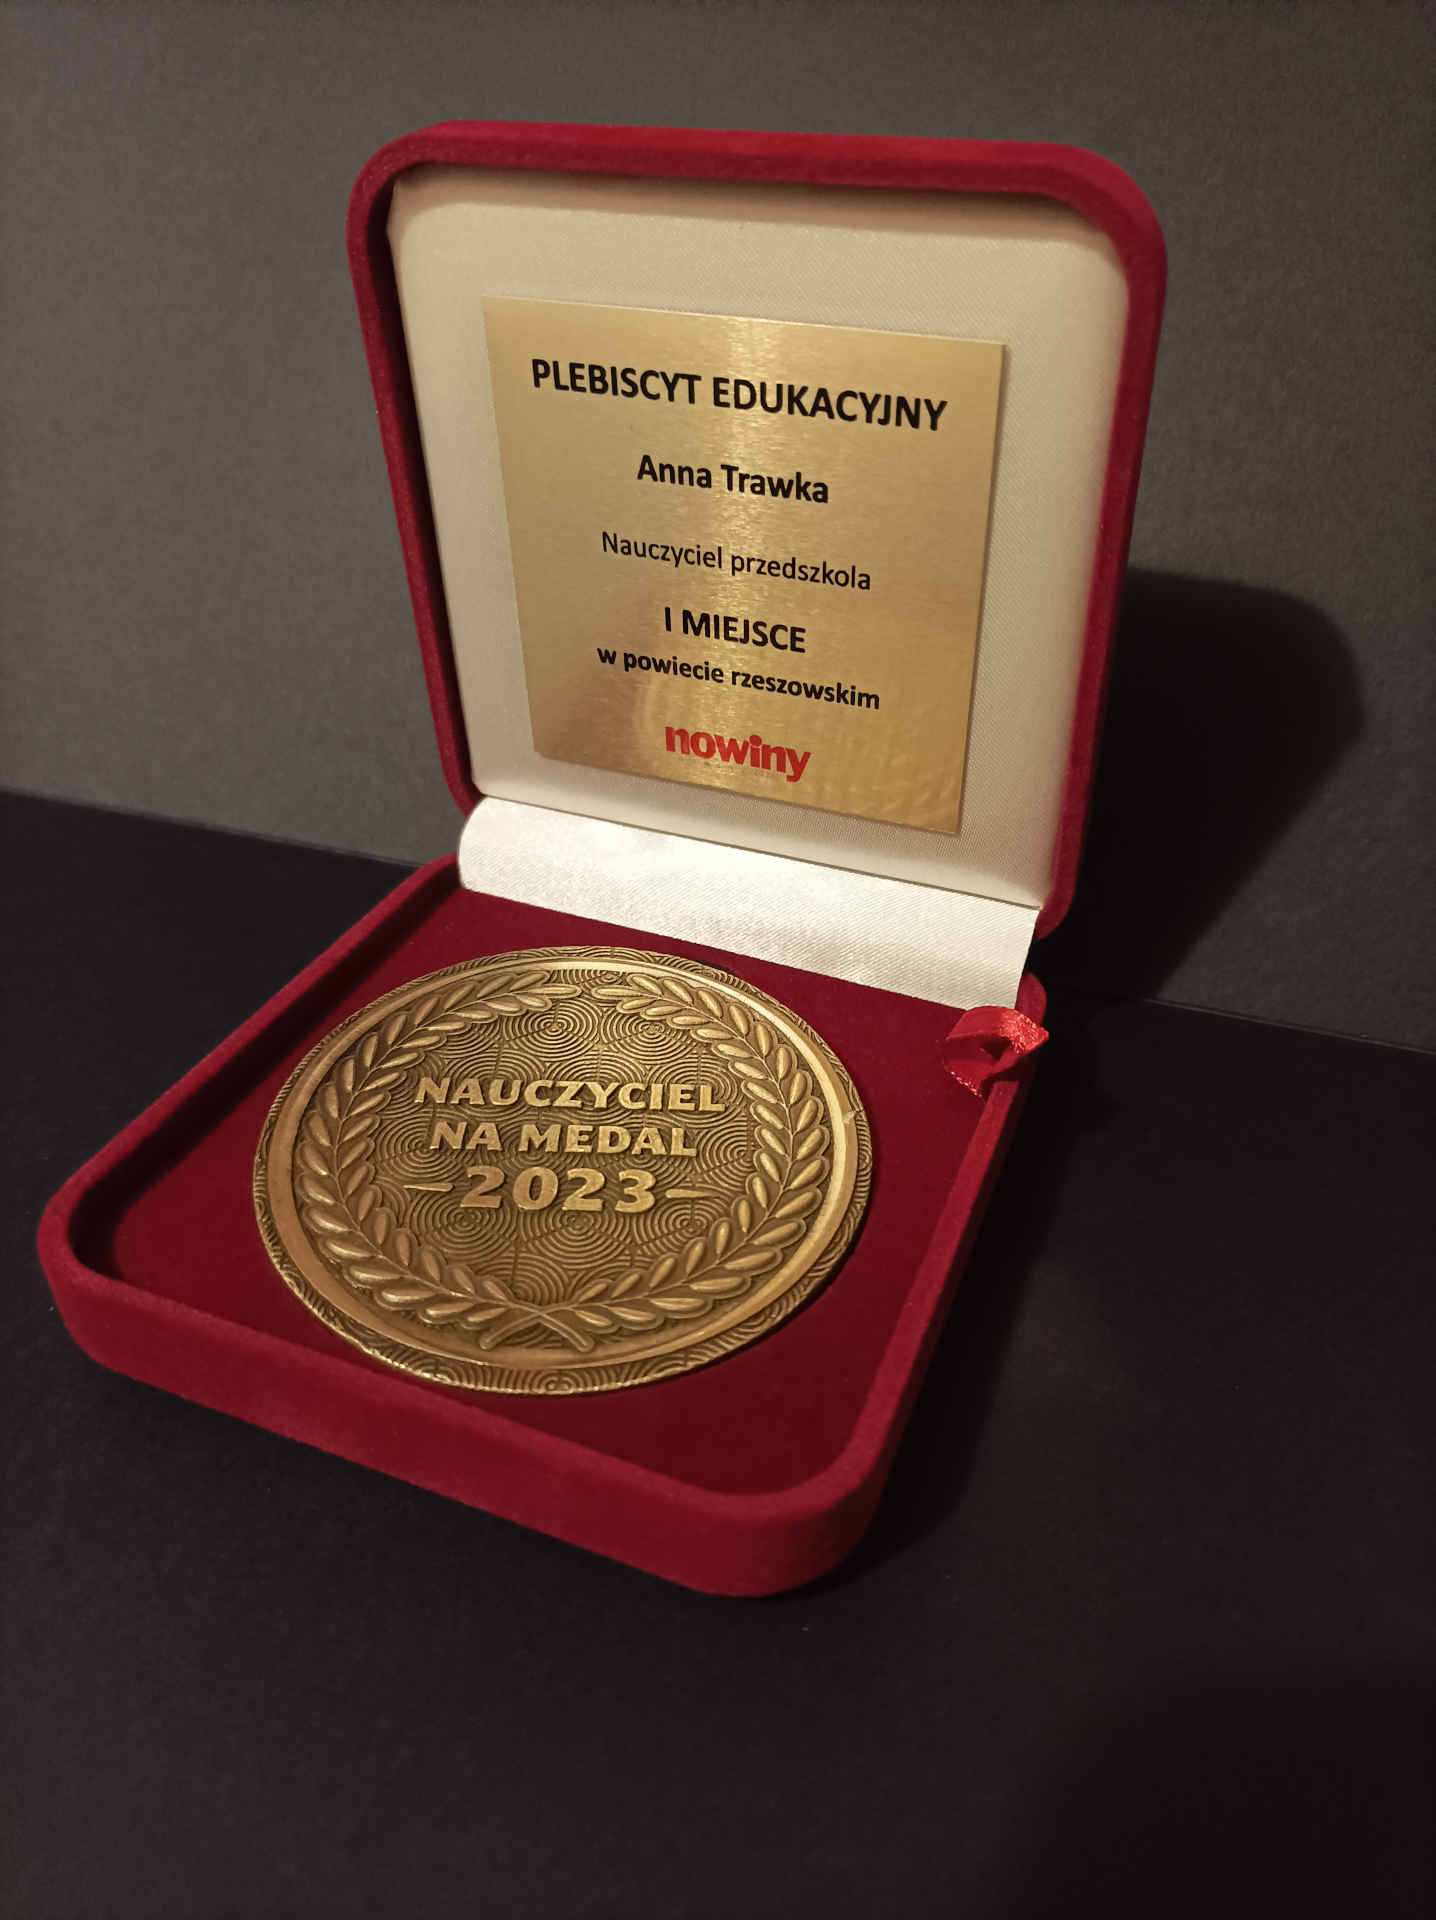 PLEBISCYT EDUKACYJNY
Anna Trawka
Nauczyciel przedszkola
I MIEJSCE
w powiecie rzeszowskim
nowiny
NAUCZYCIEL
NA MEDAL
-2023-